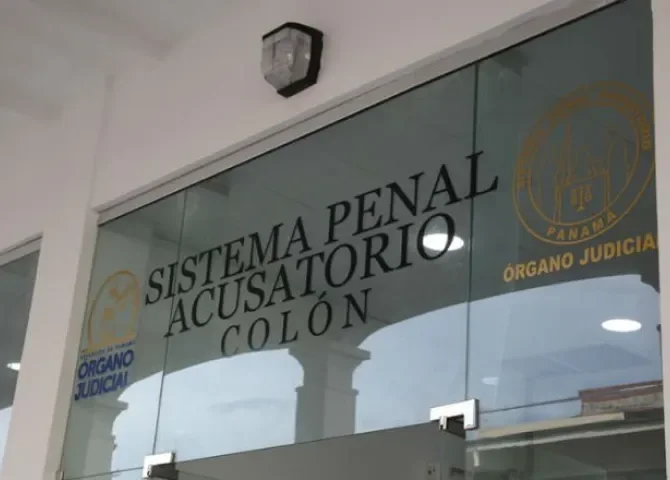 SISTEMA PENAL
ACUSATORIO
COLÓN
ÓRGANO
JUDICIAL
PANAMÁ
ÓRGANO JUDICIAL